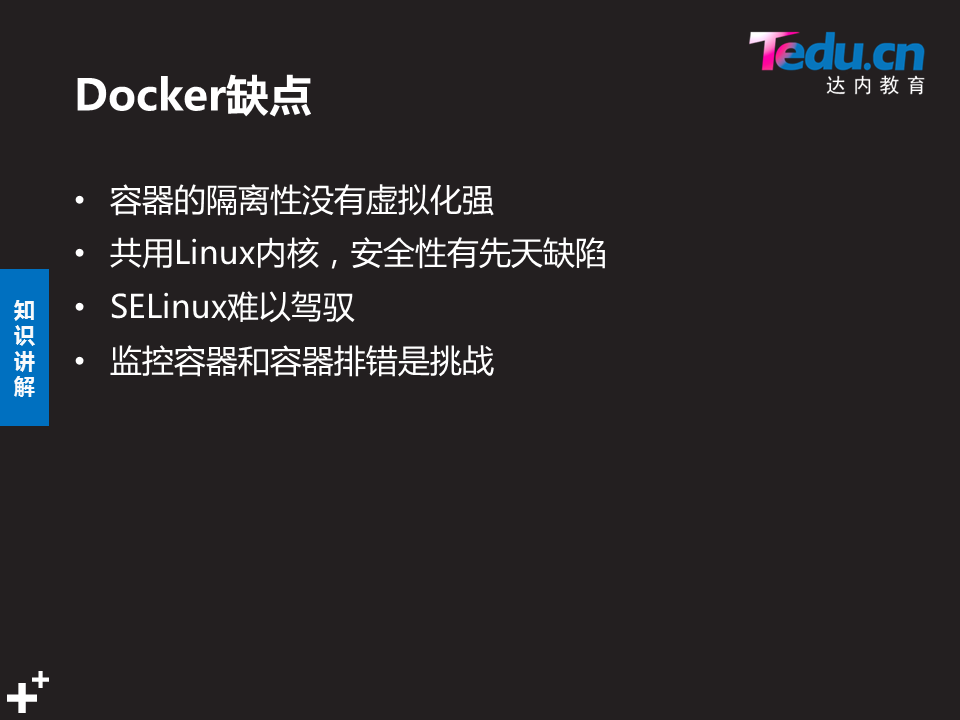 Tedu.cn
达内教育
Docker缺点
• 容器的隔离性没有虚拟化强
• 共用Linux内核，安全性有先天缺陷
• SELinux难以驾驭
• 监控容器和容器排错是挑战
知识讲解